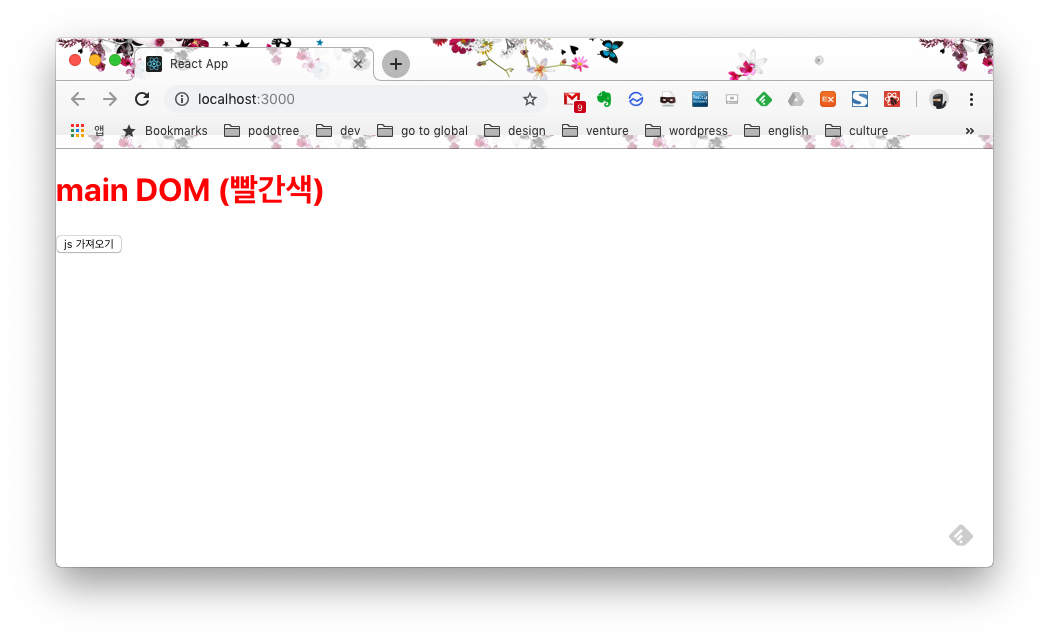 React App
localhost:3000
9
EX
앱 Bookmarks podotree dev go to global design venture wordpress english culture »
main DOM (빨간색)
js 가져오기